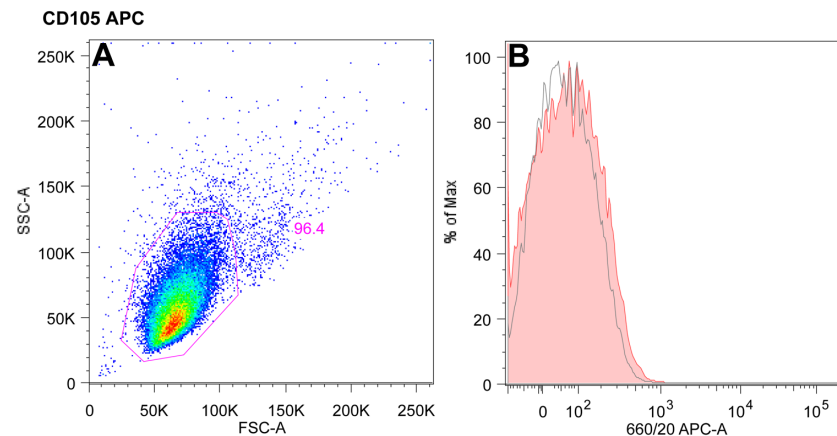 CD105 APC
A
250K
200K
150K
100K
50K
0
SSC-A
96.4
0 50K 100K 150K 200K 250K
FSC-A
B
100
80
60
40
20
0
% of Max
0 10^2 10^3 10^4 10^5
660/20 APC-A